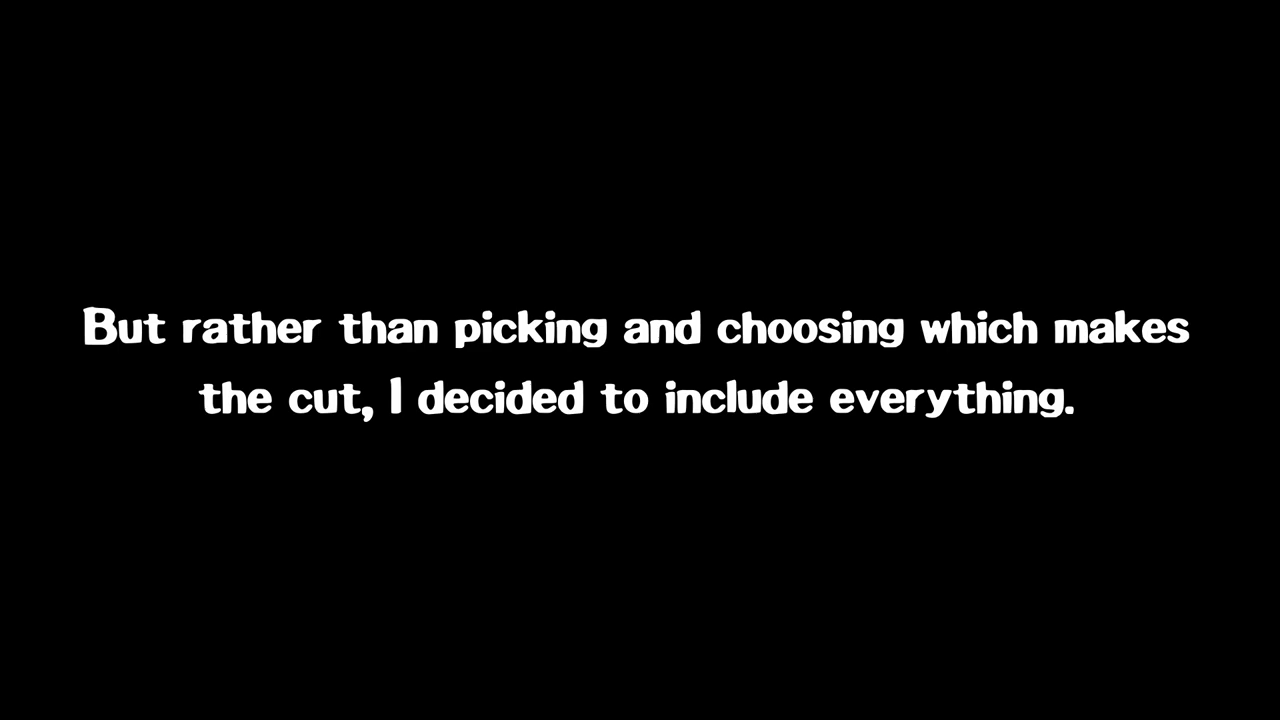 But rather than picking and choosing which makes
the cut, I decided to include everything.